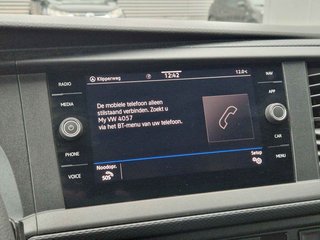 Klipperweg
12:42
12.0°C
RADIO
MEDIA
PHONE
VOICE
De mobiele telefoon alleen
stilstaand verbinden. Zoekt u
My VW 4057
via het BT-menu van uw telefoon.
NAV
APP
CAR
MENU
Noodopr.
SOS
Setup